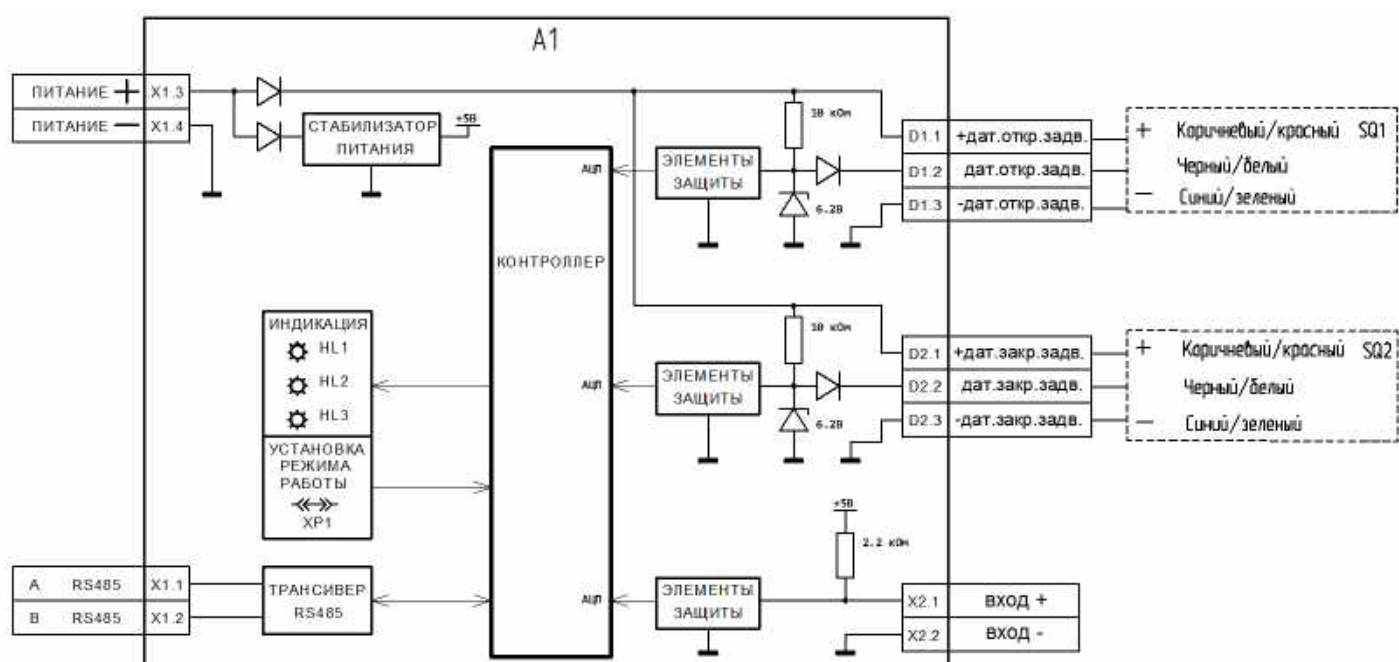 А1
ПИТАНИЕ + X1.3
ПИТАНИЕ − X1.4
СТАБИЛИЗАТОР
ПИТАНИЯ
+5В
КОНТРОЛЛЕР
АЦП
ЭЛЕМЕНТЫ
ЗАЩИТЫ
10 кОм
6.2В
D1.1 +дат.откр.задв.
D1.2 дат.откр.задв.
D1.3 -дат.откр.задв.
+ Коричневый/красный SQ1
Черный/белый
− Синий/зеленый
ИНДИКАЦИЯ
HL1
HL2
HL3
УСТАНОВКА
РЕЖИМА
РАБОТЫ
XP1
АЦП
ЭЛЕМЕНТЫ
ЗАЩИТЫ
10 кОм
6.2В
D2.1 +дат.закр.задв.
D2.2 дат.закр.задв.
D2.3 -дат.закр.задв.
+ Коричневый/красный SQ2
Черный/белый
− Синий/зеленый
A RS485 X1.1
B RS485 X1.2
ТРАНСИВЕР
RS485
АЦП
ЭЛЕМЕНТЫ
ЗАЩИТЫ
+5В
2.2 кОм
X2.1 ВХОД +
X2.2 ВХОД -